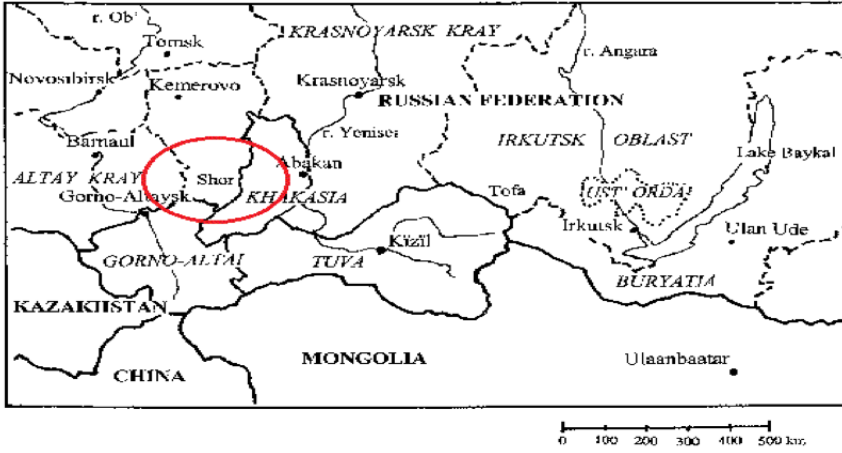 r. Ob'
KRASNOYARSK KRAY
Tomsk
r. Angara
Novosibirsk
Kemerovo
Krasnoyarsk
RUSSIAN FEDERATION
r. Yenisei
Barnaul
IRKUTSK OBLAST
Lake Baykal
Abakan
ALTAY KRAY
Shor
Tofa
UST' ORDAI
Gorno-Altaysk
KHAKASIA
Irkutsk
Ulan Ude
Kïzïl
GORNO-ALTAI
TUVA
BURYATIA
KAZAKHSTAN
MONGOLIA
Ulaanbaatar
CHINA
0 100 200 300 400 500 km.